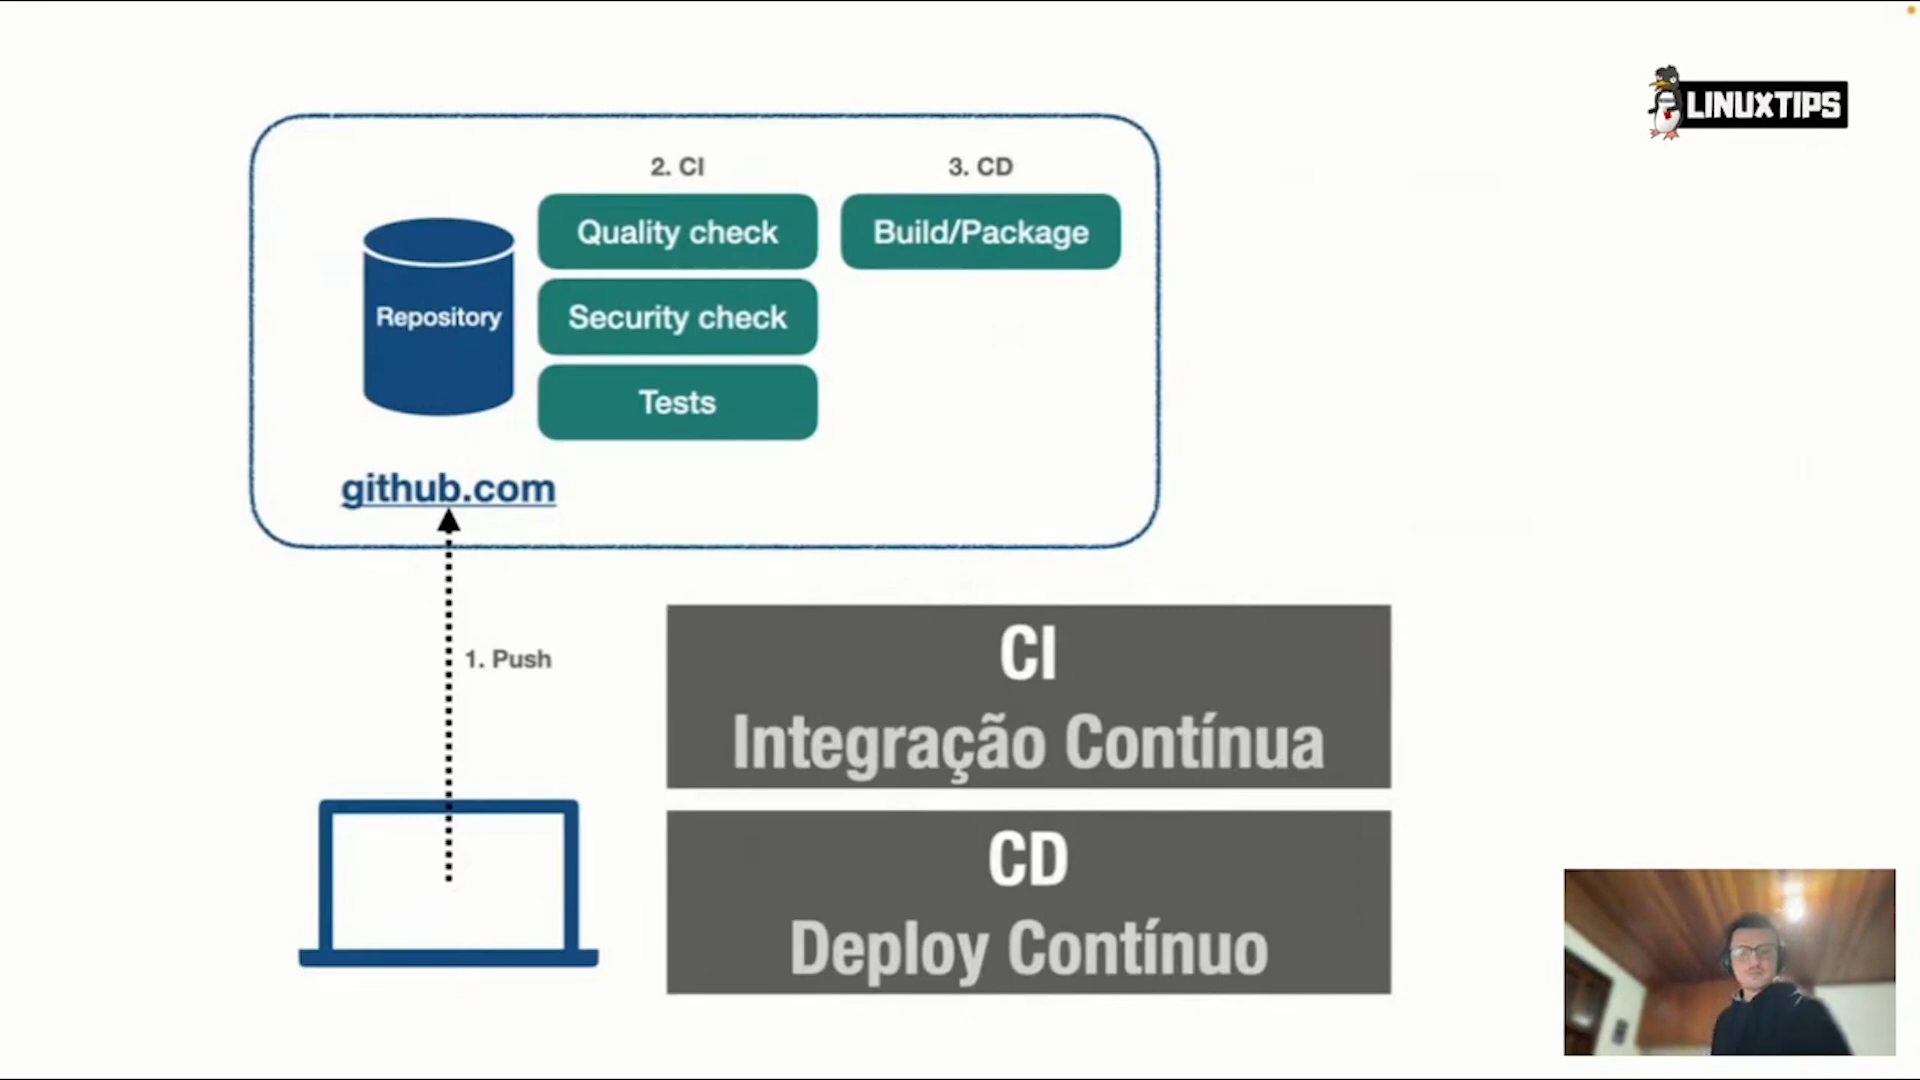 LINUXTIPS
2. CI
3. CD
Quality check
Build/Package
Security check
Repository
Tests
github.com
1. Push
CI
Integração Contínua
CD
Deploy Contínuo